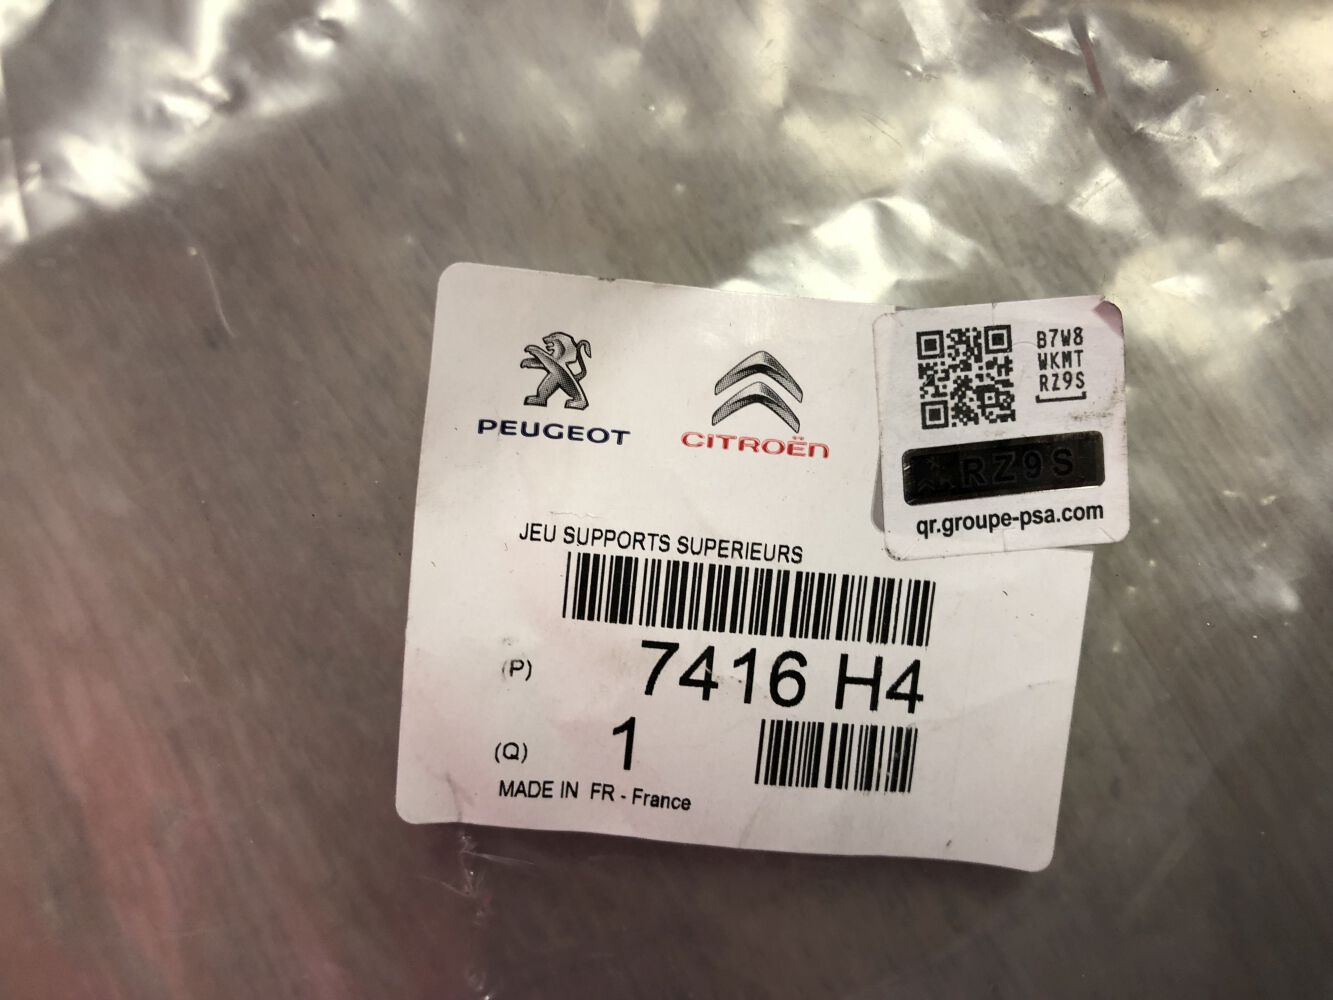 PEUGEOT
CITROËN
B7W8
WKMT
RZ9S
RZ9S
qr.groupe-psa.com
JEU SUPPORTS SUPERIEURS
(P) 7416 H4
(Q) 1
MADE IN FR - France